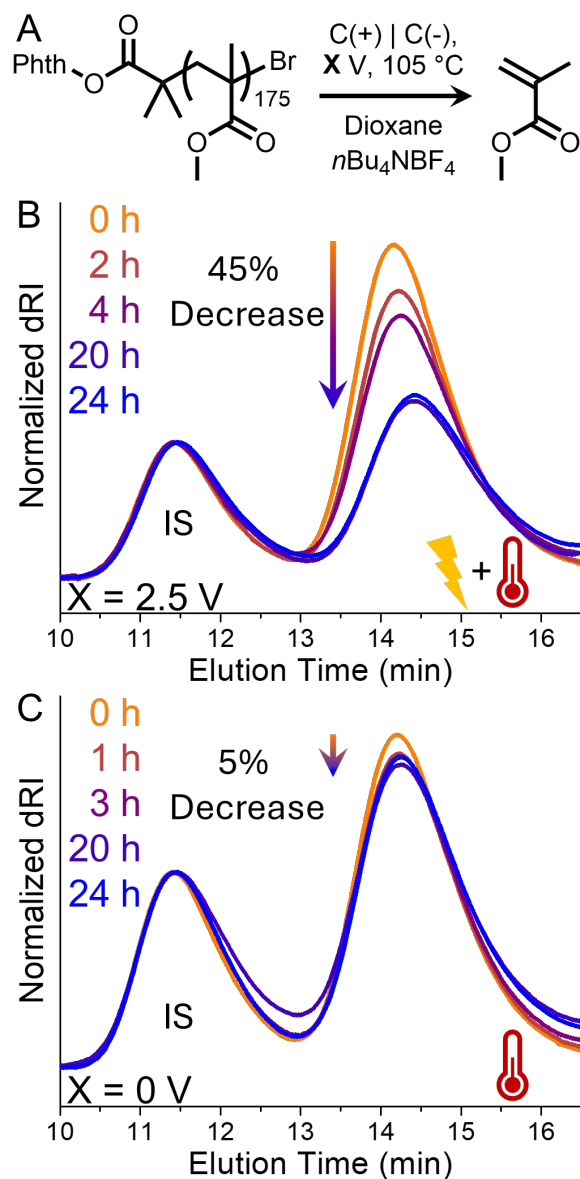 A
Phth
O
O
Br
175
O
O
C(+) | C(-),
X V, 105 °C
Dioxane
nBu4NBF4
O
O
B
0 h
2 h
4 h
20 h
24 h
45%
Decrease
IS
+
X = 2.5 V
Normalized dRI
10 11 12 13 14 15 16
Elution Time (min)
C
0 h
1 h
3 h
20 h
24 h
5%
Decrease
IS
X = 0 V
Normalized dRI
10 11 12 13 14 15 16
Elution Time (min)